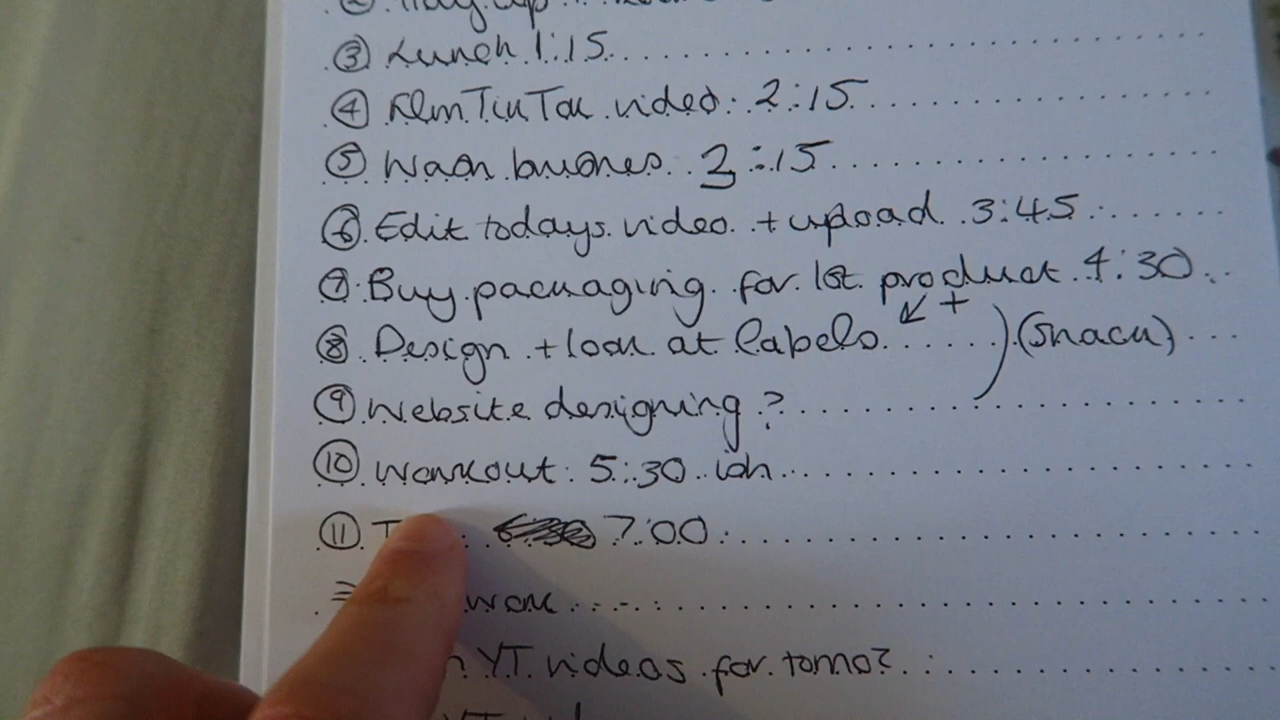 ③ Lunch 1:15
④ Film TikTok video 2:15
⑤ Wash brushes 3:15
⑥ Edit todays video + upload 3:45
⑦ Buy packaging for 1st product 4:30
⑧ Design + look at labels ↙ + ) (snack)
⑨ Website designing?
⑩ Workout 5:30 ish
⑪ 7:00
work
YT videos for tomo?